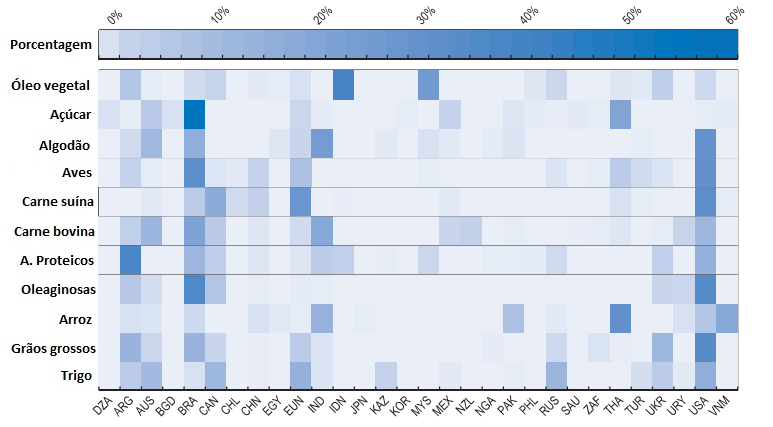 0% 10% 20% 30% 40% 50% 60%
Porcentagem
Óleo vegetal
Açúcar
Algodão
Aves
Carne suína
Carne bovina
A. Proteicos
Oleaginosas
Arroz
Grãos grossos
Trigo
DZA ARG AUS BGD BRA CAN CHL CHN EGY EUN IND IDN JPN KAZ KOR MYS MEX NZL NGA PAK PHL RUS SAU ZAF THA TUR UKR URY USA VNM